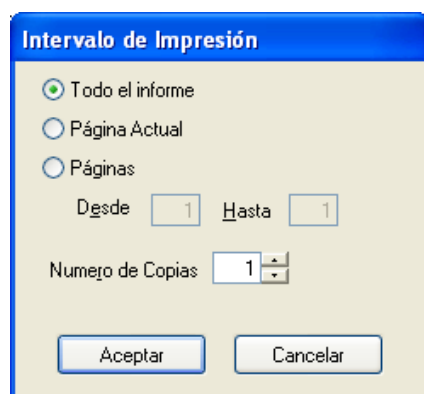 Intervalo de Impresión
Todo el informe
Página Actual
Páginas
Desde 1 Hasta 1
Numero de Copias 1
Aceptar Cancelar